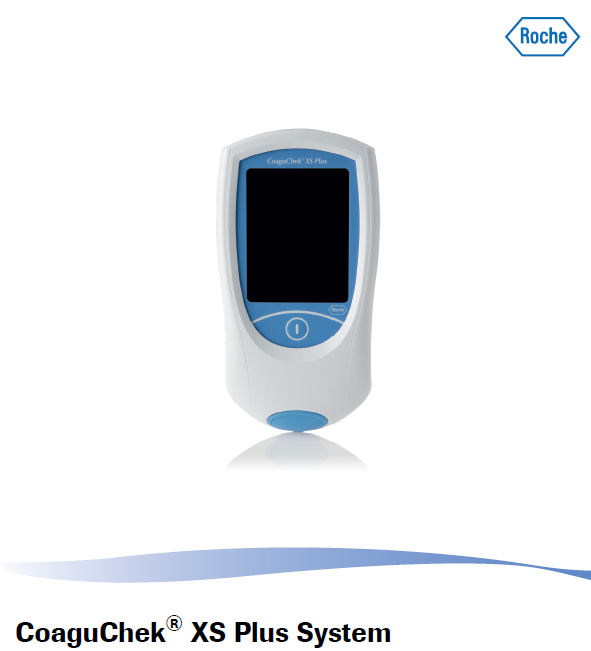 Roche
CoaguChek® XS Plus
Roche
CoaguChek® XS Plus System